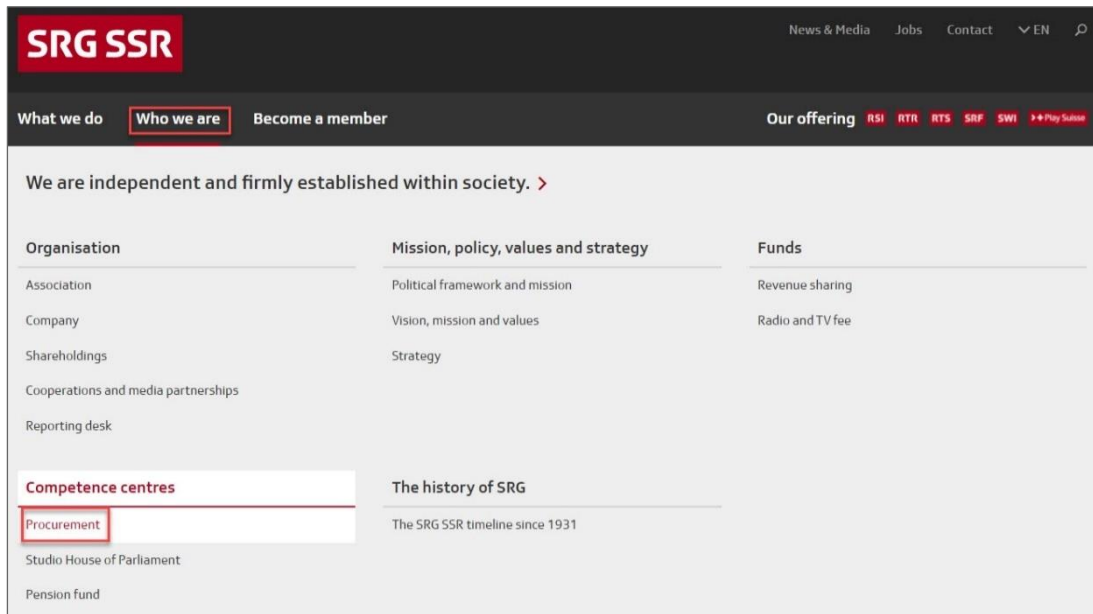 SRG SSR
News & Media Jobs Contact EN
What we do Who we are Become a member Our offering RSI RTR RTS SRF SWI Play Suisse
We are independent and firmly established within society.
Organisation
Association
Company
Shareholdings
Cooperations and media partnerships
Reporting desk
Mission, policy, values and strategy
Political framework and mission
Vision, mission and values
Strategy
Funds
Revenue sharing
Radio and TV fee
Competence centres
Procurement
Studio House of Parliament
Pension fund
The history of SRG
The SRG SSR timeline since 1931